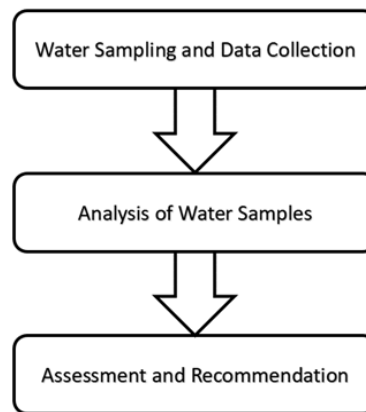 Water Sampling and Data Collection
Analysis of Water Samples
Assessment and Recommendation